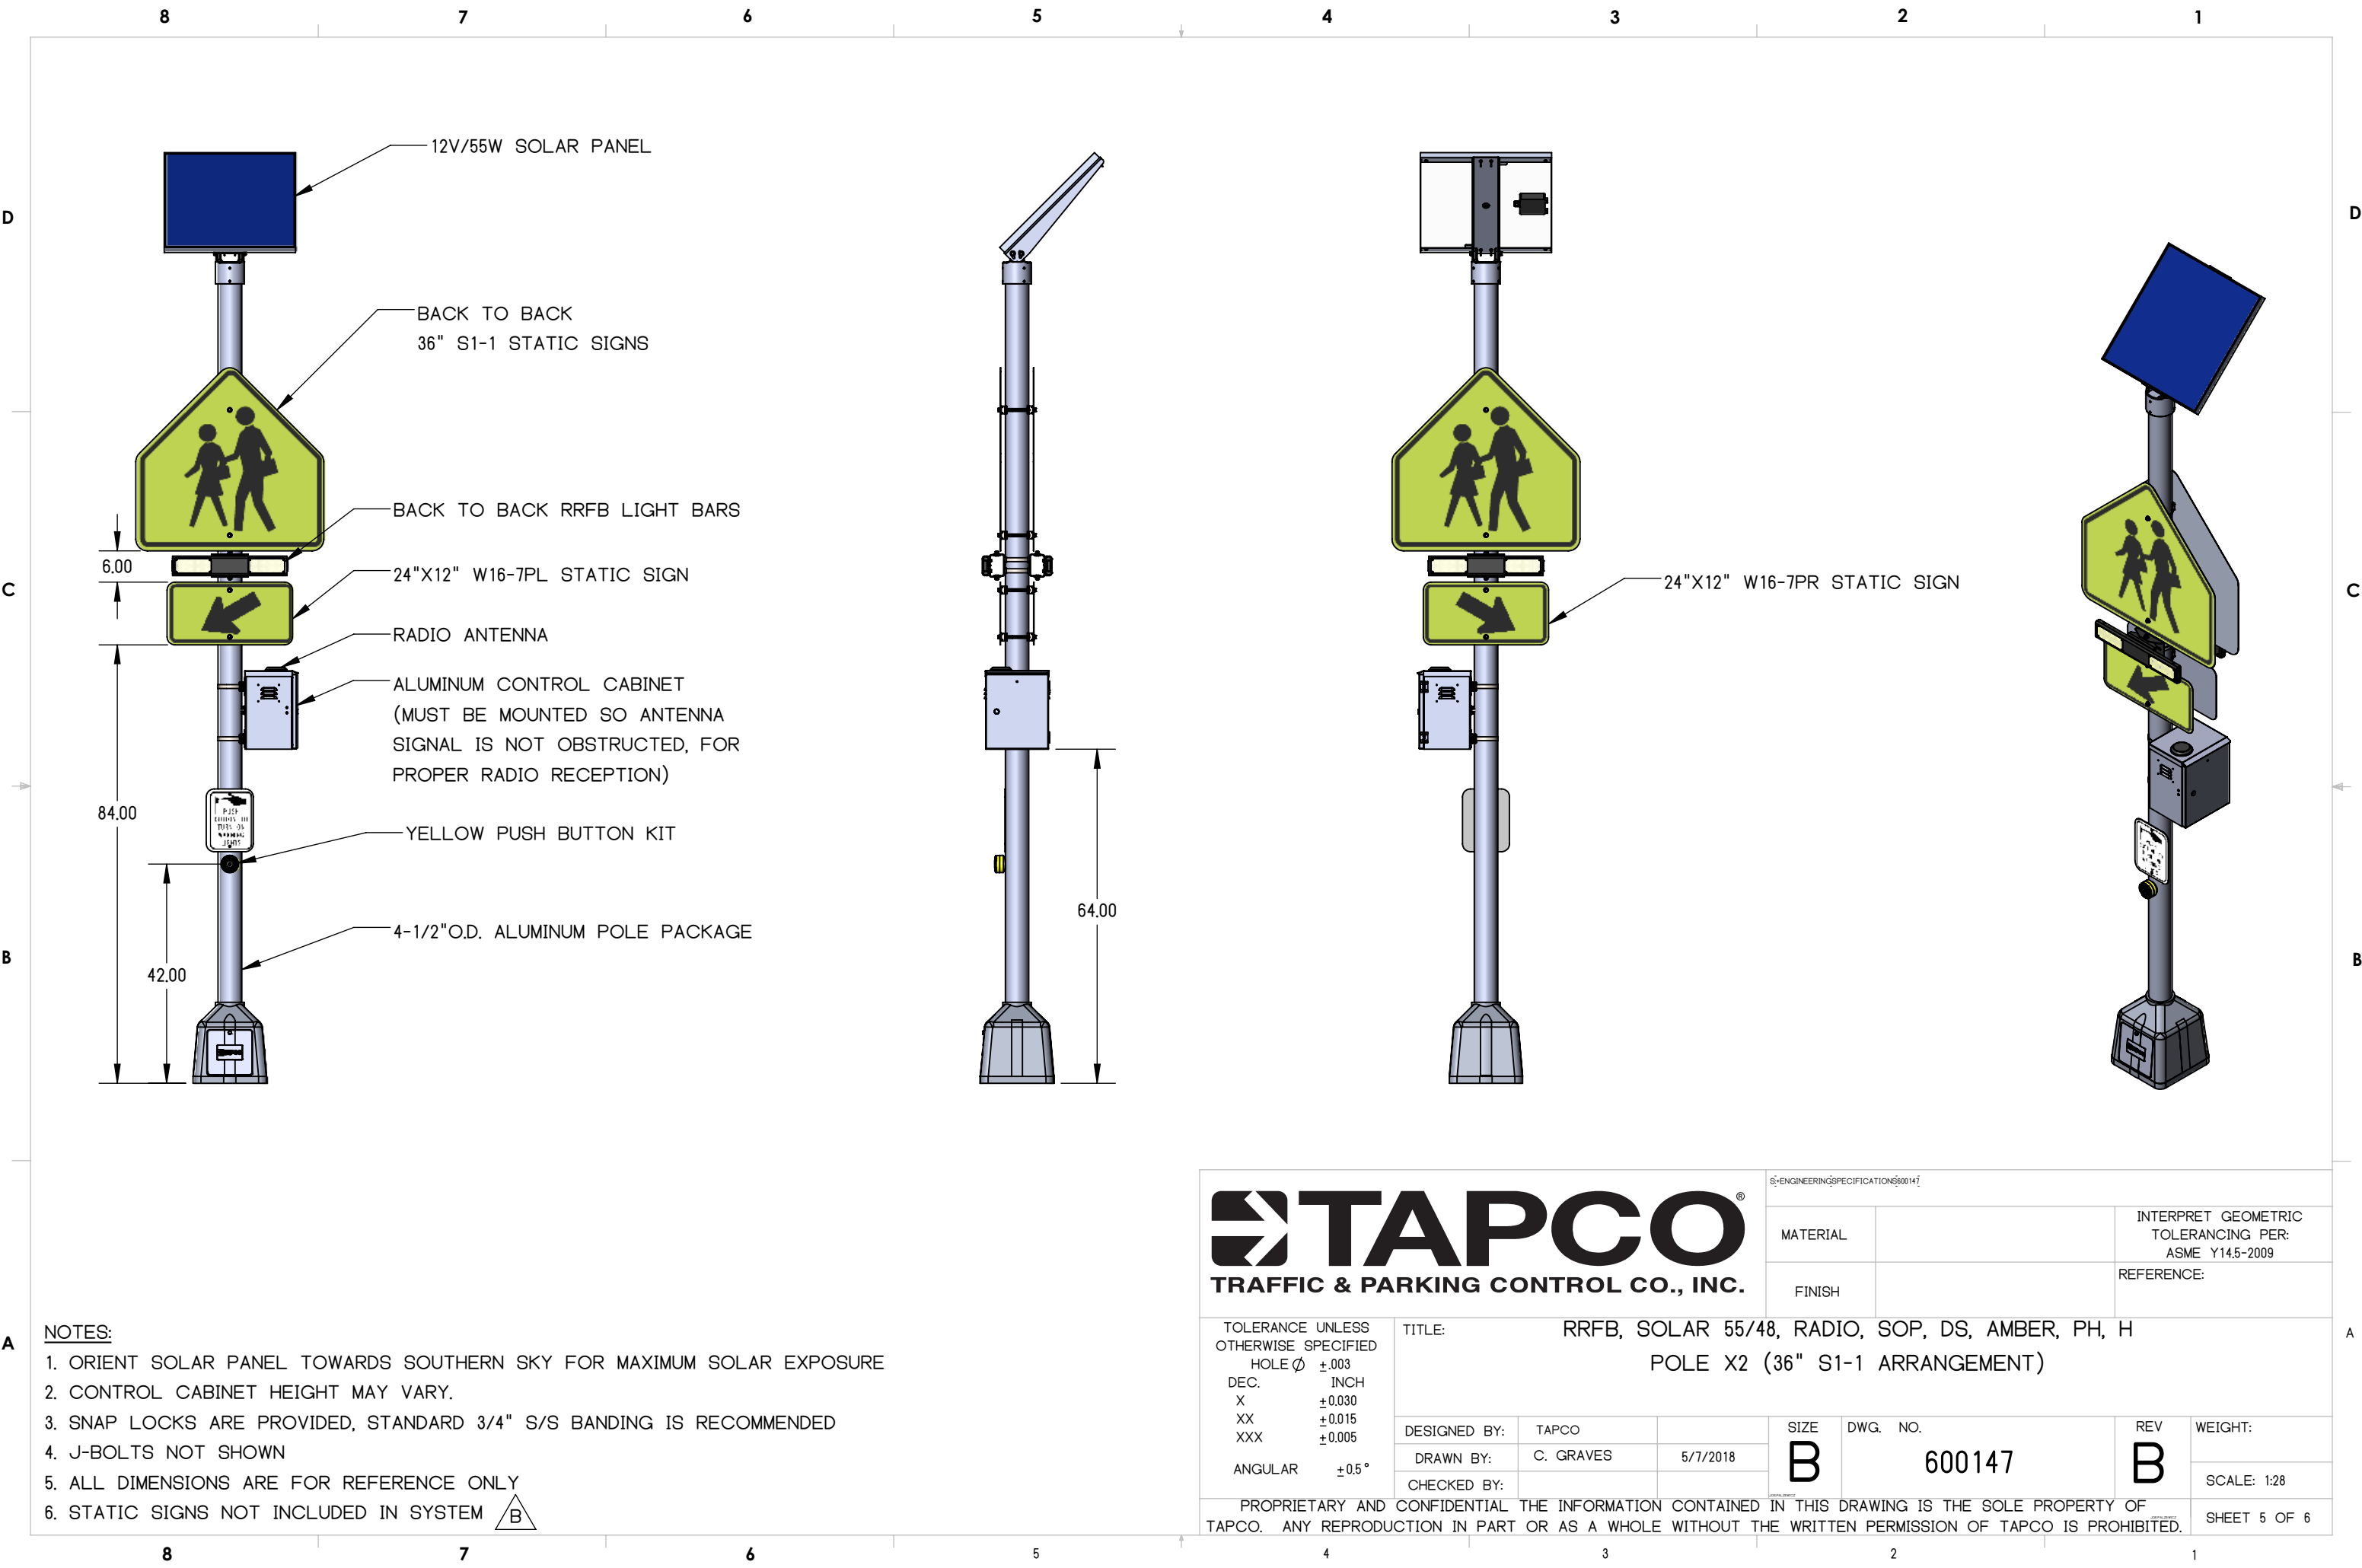 8 7 6 5 4 3 2 1
D
D
12V/55W SOLAR PANEL
BACK TO BACK
36" S1-1 STATIC SIGNS
BACK TO BACK RRFB LIGHT BARS
6.00
24"X12" W16-7PL STATIC SIGN
24"X12" W16-7PR STATIC SIGN
C
C
RADIO ANTENNA
ALUMINUM CONTROL CABINET
(MUST BE MOUNTED SO ANTENNA
SIGNAL IS NOT OBSTRUCTED, FOR
PROPER RADIO RECEPTION)
84.00
PUSH
BUTTON TO
TURN ON
WARNING
LIGHTS
YELLOW PUSH BUTTON KIT
64.00
4-1/2"O.D. ALUMINUM POLE PACKAGE
42.00
B
B
TAPCO®
TRAFFIC & PARKING CONTROL CO., INC.
S:\ENGINEERING\SPECIFICATIONS\600147
MATERIAL
INTERPRET GEOMETRIC
TOLERANCING PER:
ASME Y14.5-2009
FINISH
REFERENCE:
A
A
NOTES:
1. ORIENT SOLAR PANEL TOWARDS SOUTHERN SKY FOR MAXIMUM SOLAR EXPOSURE
2. CONTROL CABINET HEIGHT MAY VARY.
3. SNAP LOCKS ARE PROVIDED, STANDARD 3/4" S/S BANDING IS RECOMMENDED
4. J-BOLTS NOT SHOWN
5. ALL DIMENSIONS ARE FOR REFERENCE ONLY
6. STATIC SIGNS NOT INCLUDED IN SYSTEM B
TOLERANCE UNLESS
OTHERWISE SPECIFIED
HOLE Ø ±.003
DEC. INCH
X ±0.030
XX ±0.015
XXX ±0.005
ANGULAR ±0.5°
TITLE: RRFB, SOLAR 55/48, RADIO, SOP, DS, AMBER, PH, H
POLE X2 (36" S1-1 ARRANGEMENT)
DESIGNED BY: TAPCO
DRAWN BY: C. GRAVES 5/7/2018
CHECKED BY:
SIZE
B
DWG. NO.
600147
REV
B
WEIGHT:
SCALE: 1:28
SHEET 5 OF 6
PROPRIETARY AND CONFIDENTIAL THE INFORMATION CONTAINED IN THIS DRAWING IS THE SOLE PROPERTY OF
TAPCO. ANY REPRODUCTION IN PART OR AS A WHOLE WITHOUT THE WRITTEN PERMISSION OF TAPCO IS PROHIBITED.
8 7 6 5 4 3 2 1